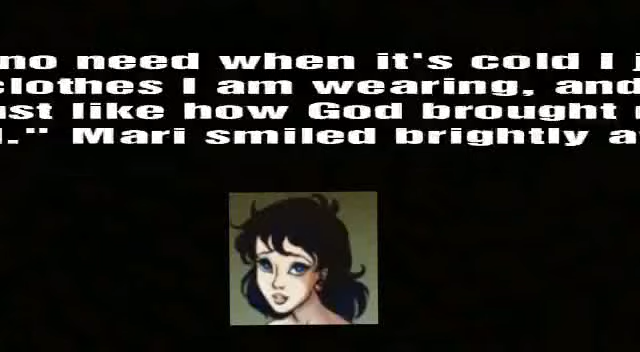 no need when it's cold I j
clothes I am wearing, and
ust like how God brought
." Mari smiled brightly a